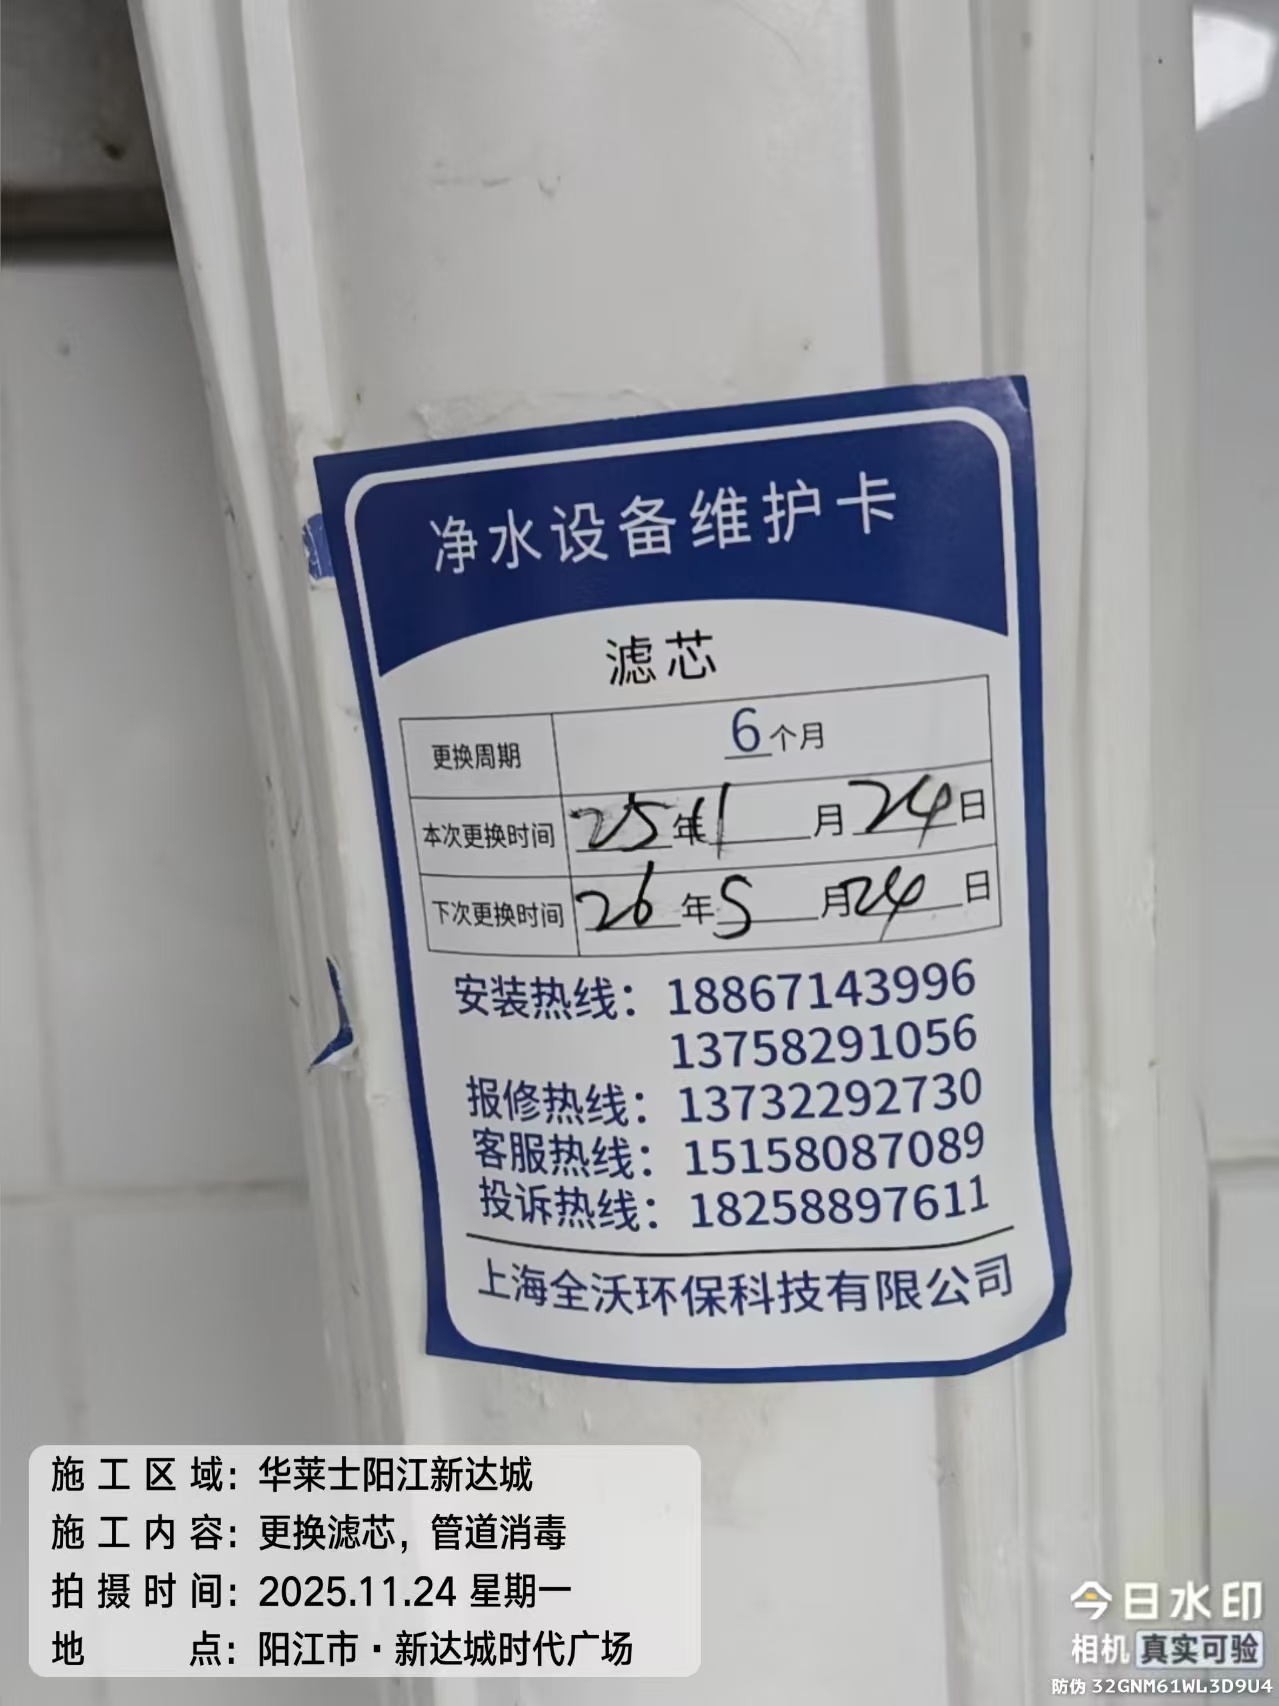 净水设备维护卡
滤芯
更换周期 6个月
本次更换时间 25年11月24日
下次更换时间 26年5月24日
安装热线：18867143996
13758291056
报修热线：13732292730
客服热线：15158087089
投诉热线：18258897611
上海全沃环保科技有限公司
施工区域：华莱士阳江新达城
施工内容：更换滤芯，管道消毒
拍摄时间：2025.11.24 星期一
地点：阳江市·新达城时代广场
今日水印
相机 真实可验
防伪 32GNM61WL3D9U4